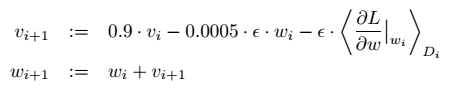 v_{i+1} := 0.9 · v_i − 0.0005 · ϵ · w_i − ϵ · ⟨ ∂L/∂w |_{w_i} ⟩_{D_i}
w_{i+1} := w_i + v_{i+1}